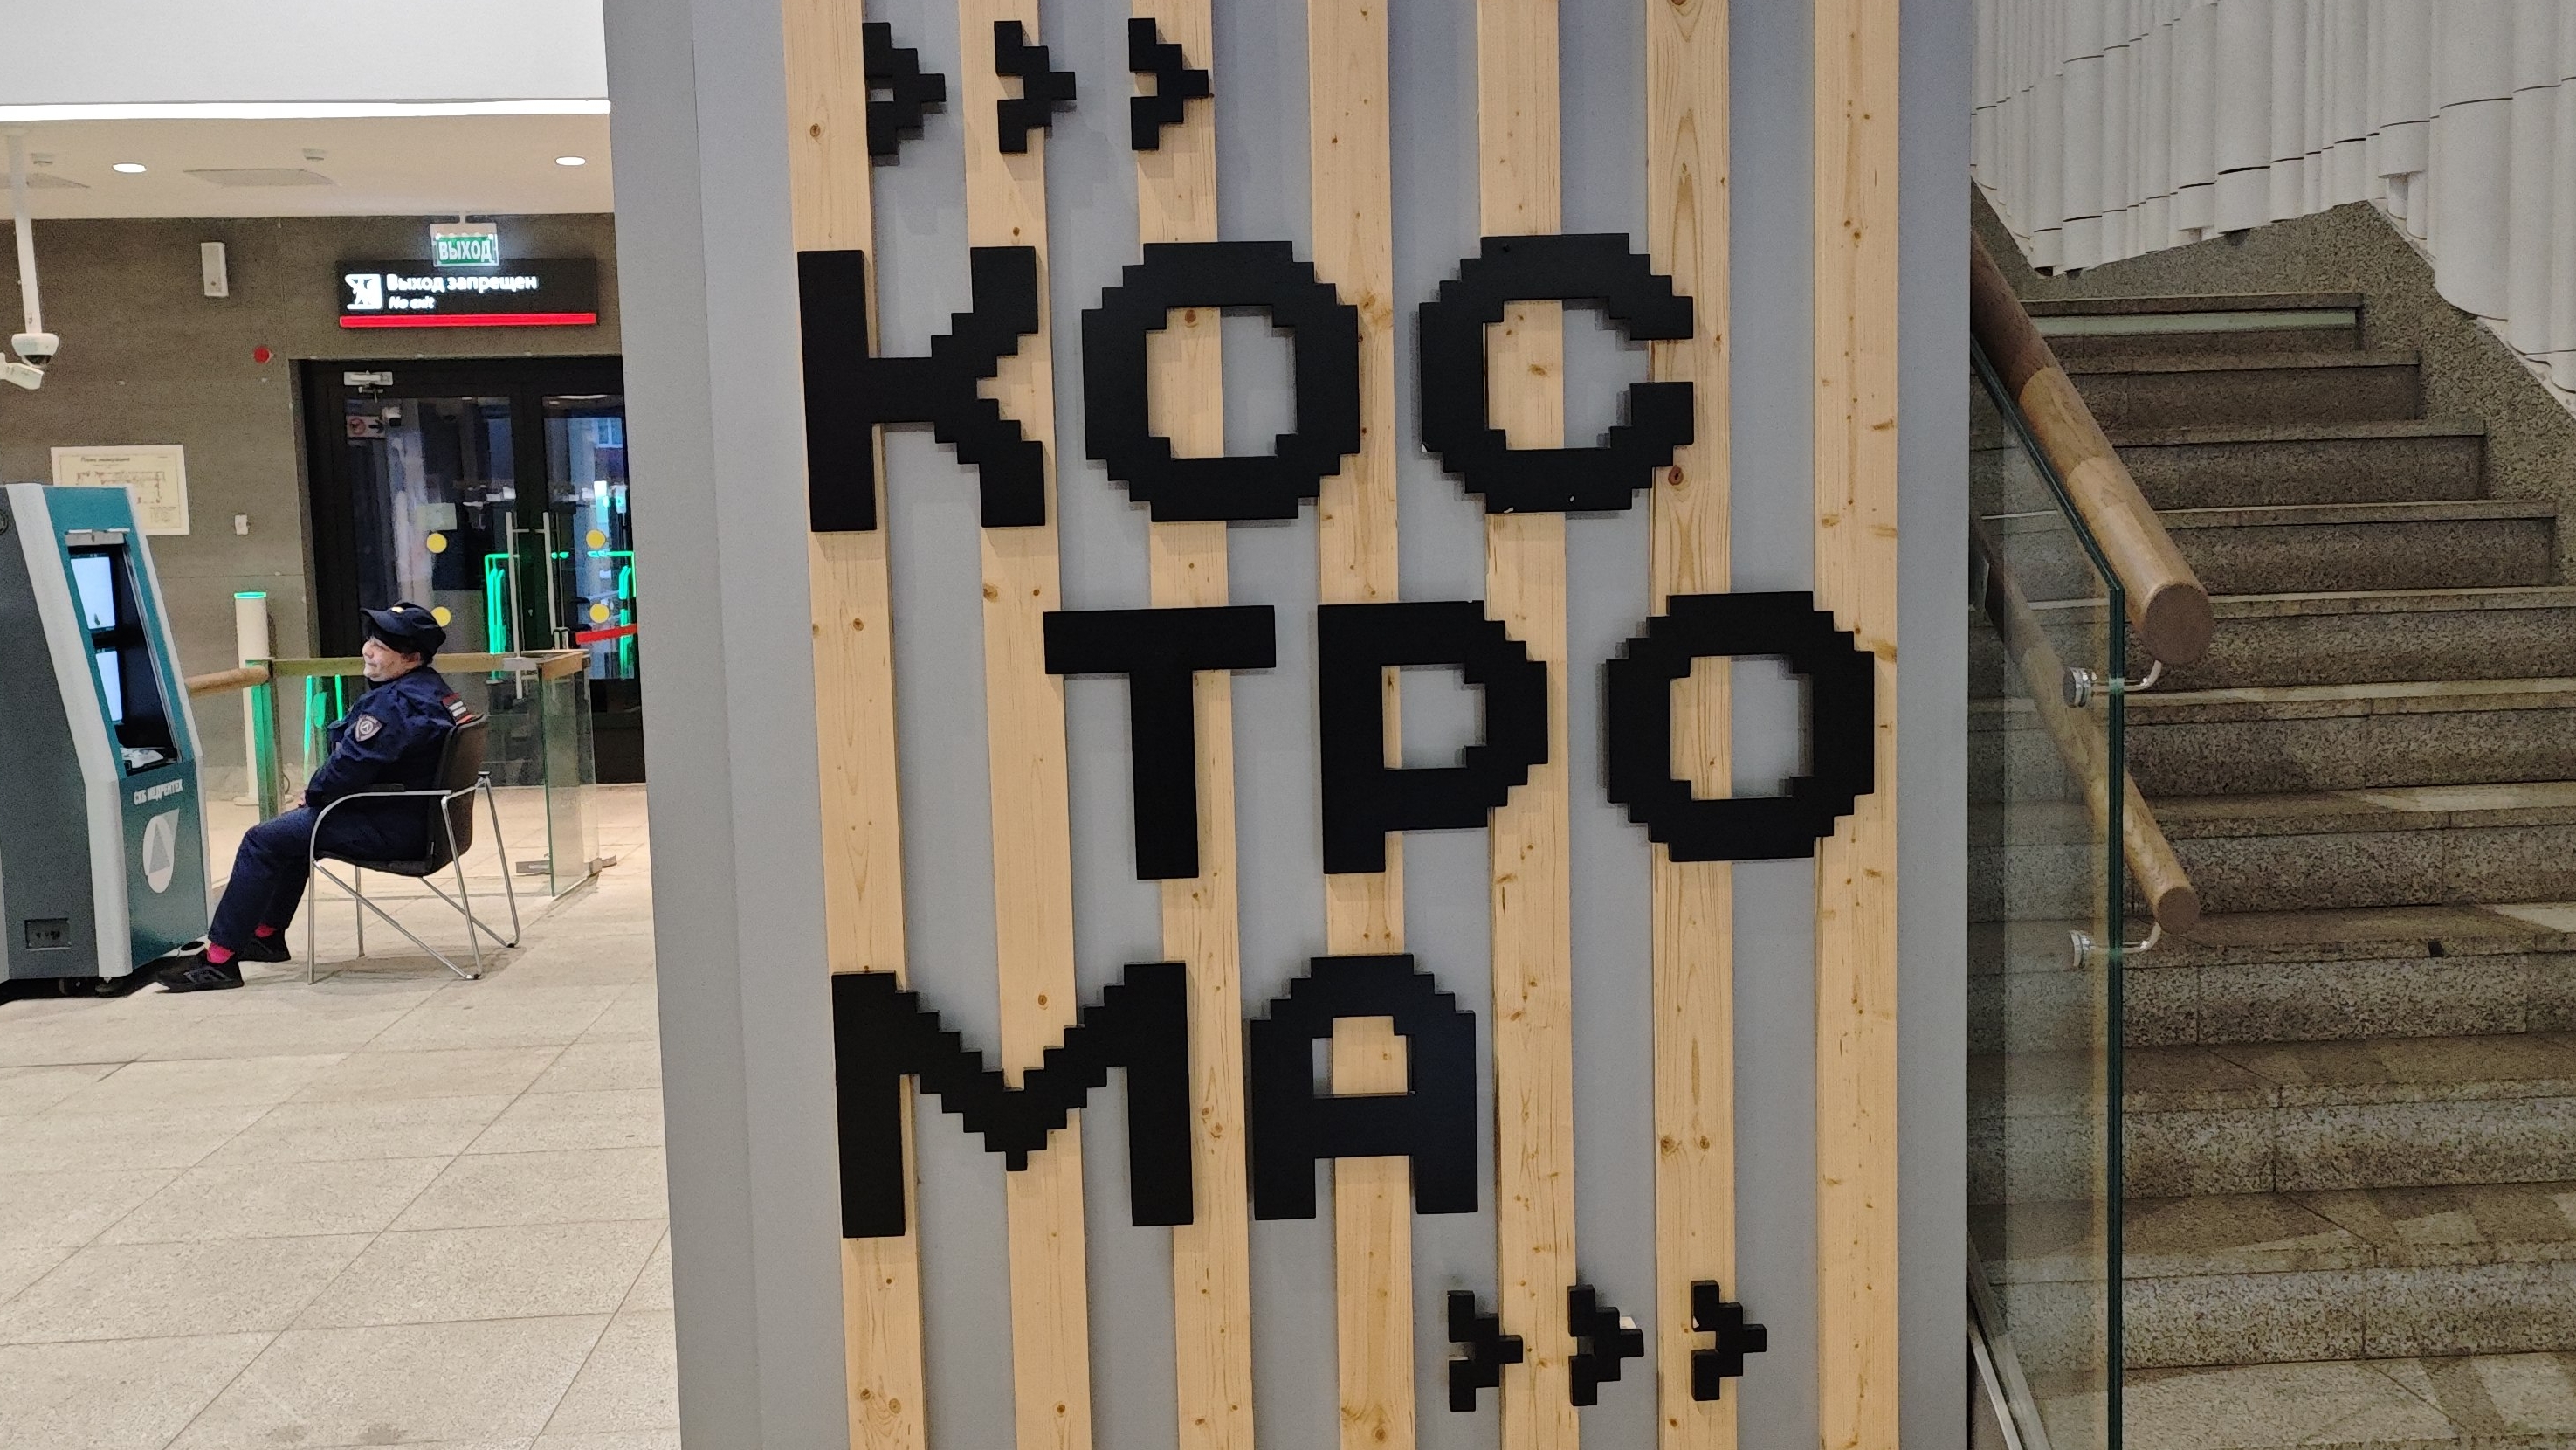 ВЫХОД
Выход запрещен
No exit
КОС
ТРО
МА